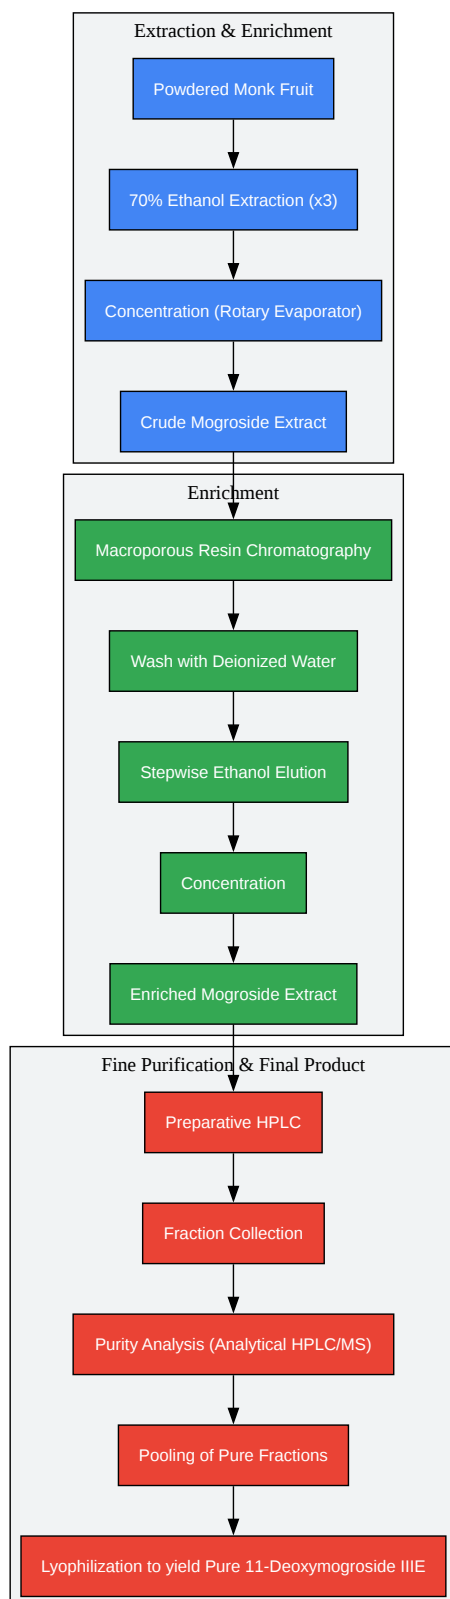 Extraction & Enrichment
Powdered Monk Fruit
70% Ethanol Extraction (x3)
Concentration (Rotary Evaporator)
Crude Mogroside Extract
Enrichment
Macroporous Resin Chromatography
Wash with Deionized Water
Stepwise Ethanol Elution
Concentration
Enriched Mogroside Extract
Fine Purification & Final Product
Preparative HPLC
Fraction Collection
Purity Analysis (Analytical HPLC/MS)
Pooling of Pure Fractions
Lyophilization to yield Pure 11-Deoxymogroside IIIE